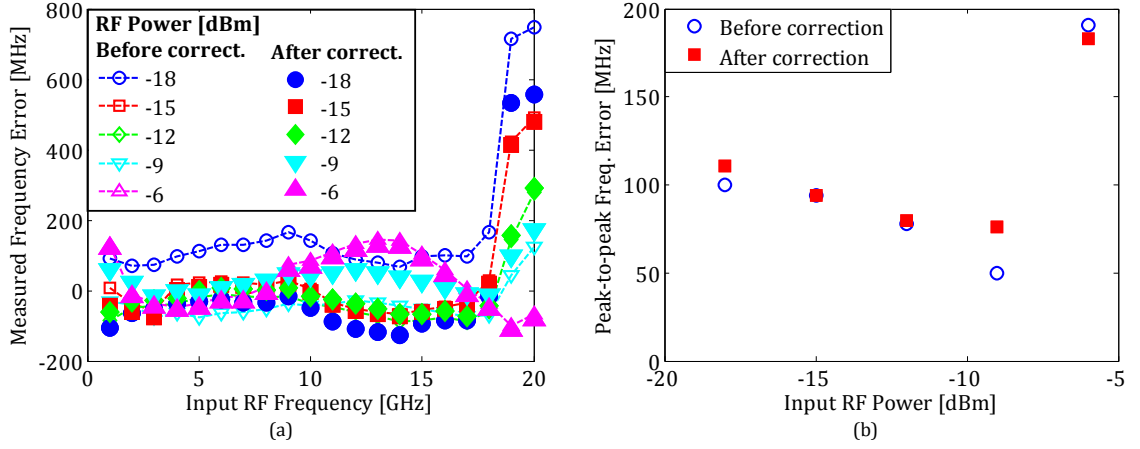 RF Power [dBm]
Before correct. After correct.
-18 -18
-15 -15
-12 -12
-9 -9
-6 -6
Measured Frequency Error [MHz]
800
600
400
200
0
-200
0 5 10 15 20
Input RF Frequency [GHz]
(a)
Before correction
After correction
Peak-to-peak Freq. Error [MHz]
200
150
100
50
0
-20 -15 -10 -5
Input RF Power [dBm]
(b)